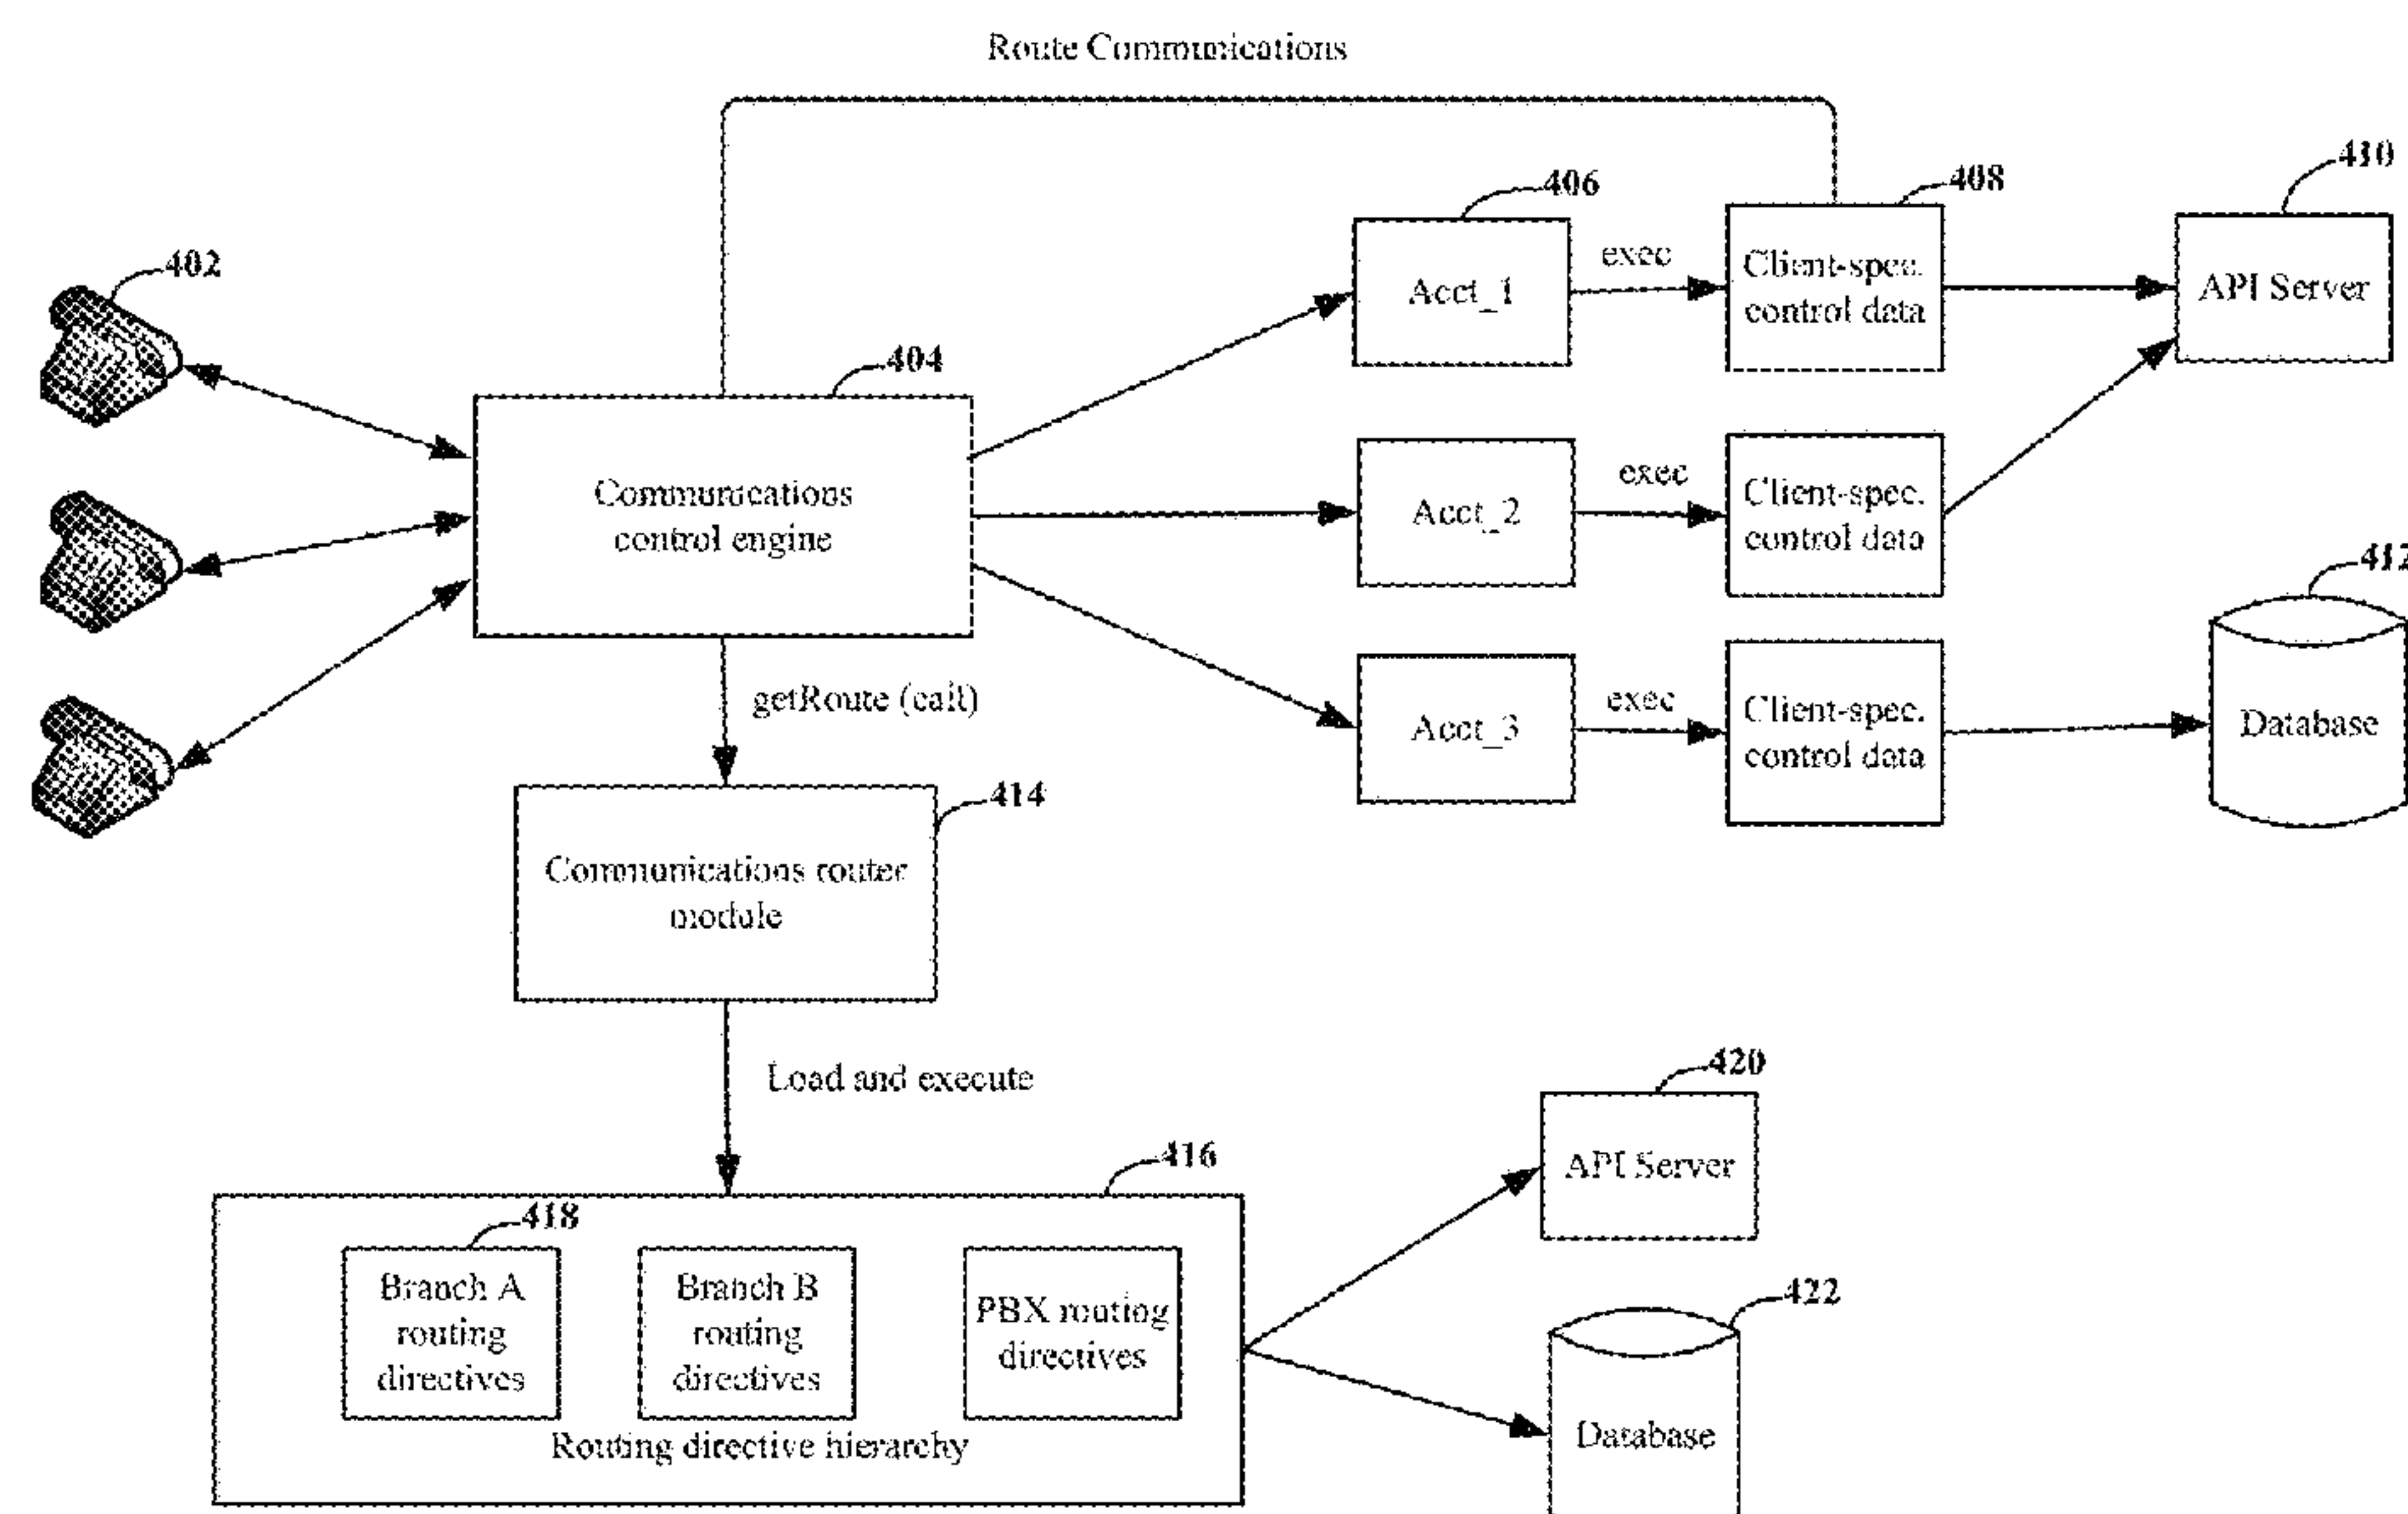 Route Communications
406
408
410
402
Acct_1
exec
Client-spec.
control data
API Server
404
Communications
control engine
Acct_2
exec
Client-spec.
control data
412
getRoute (call)
Acct_3
exec
Client-spec.
control data
Database
414
Communications router
module
Load and execute
420
API Server
416
418
Branch A
routing
directives
Branch B
routing
directives
PBX routing
directives
Routing directive hierarchy
422
Database